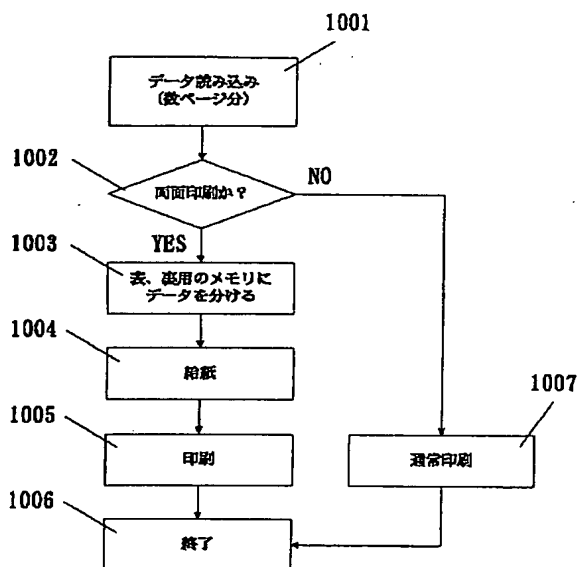 1001
データ読み込み
(数ページ分)
1002
両面印刷か？
NO
YES
1003
表、裏用のメモリに
データを分ける
1004
給紙
1005
印刷
1007
通常印刷
1006
終了